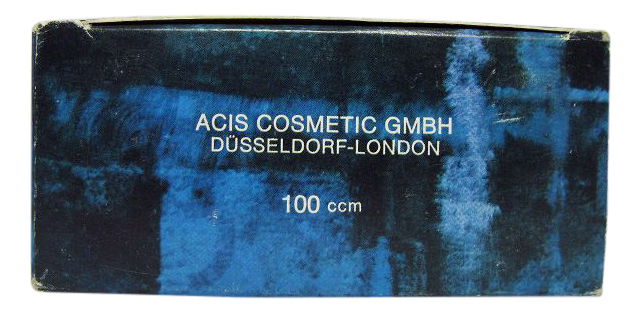 ACIS COSMETIC GMBH
DÜSSELDORF-LONDON
100 ccm